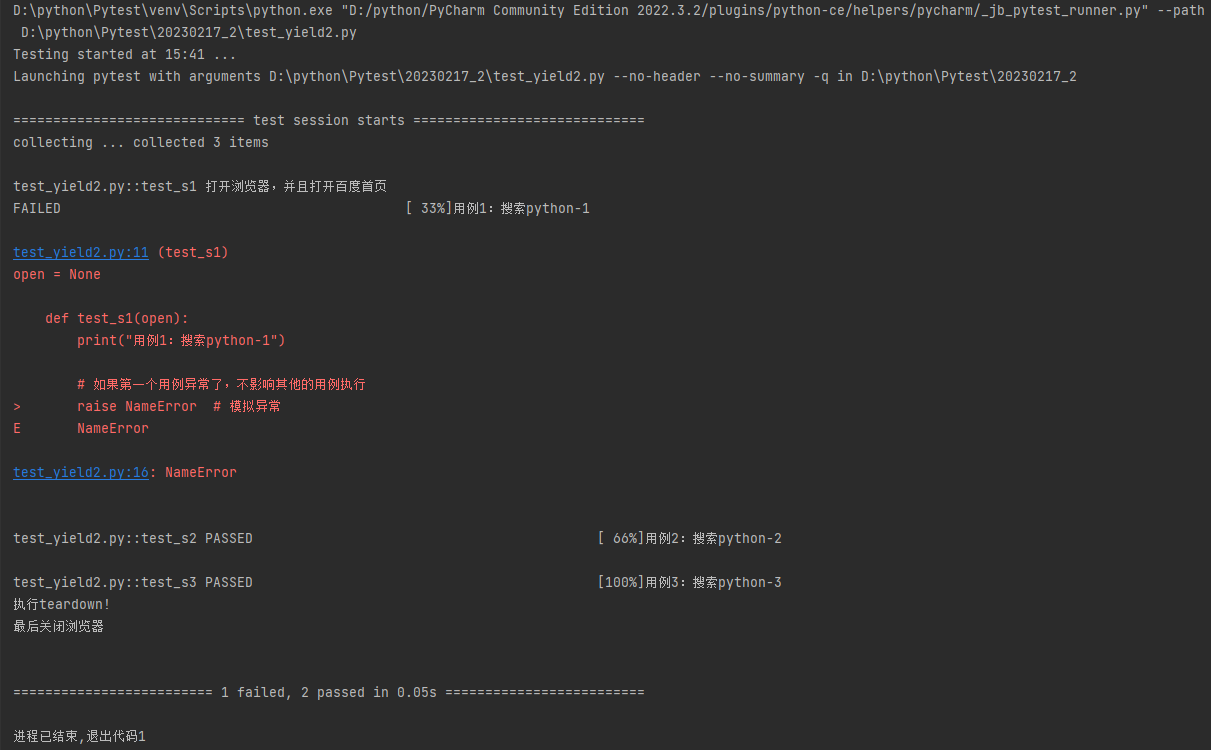 D:\python\Pytest\venv\Scripts\python.exe "D:/python/PyCharm Community Edition 2022.3.2/plugins/python-ce/helpers/pycharm/_jb_pytest_runner.py" --path
D:\python\Pytest\20230217_2\test_yield2.py
Testing started at 15:41 ...
Launching pytest with arguments D:\python\Pytest\20230217_2\test_yield2.py --no-header --no-summary -q in D:\python\Pytest\20230217_2
============================= test session starts =============================
collecting ... collected 3 items
test_yield2.py::test_s1 打开浏览器，并且打开百度首页
FAILED                                           [ 33%]用例1：搜索python-1
test_yield2.py:11 (test_s1)
open = None
    def test_s1(open):
        print("用例1：搜索python-1")
        # 如果第一个用例异常了，不影响其他的用例执行
>       raise NameError  # 模拟异常
E       NameError
test_yield2.py:16: NameError
test_yield2.py::test_s2 PASSED                                           [ 66%]用例2：搜索python-2
test_yield2.py::test_s3 PASSED                                           [100%]用例3：搜索python-3
执行teardown!
最后关闭浏览器
========================= 1 failed, 2 passed in 0.05s =========================
进程已结束,退出代码1